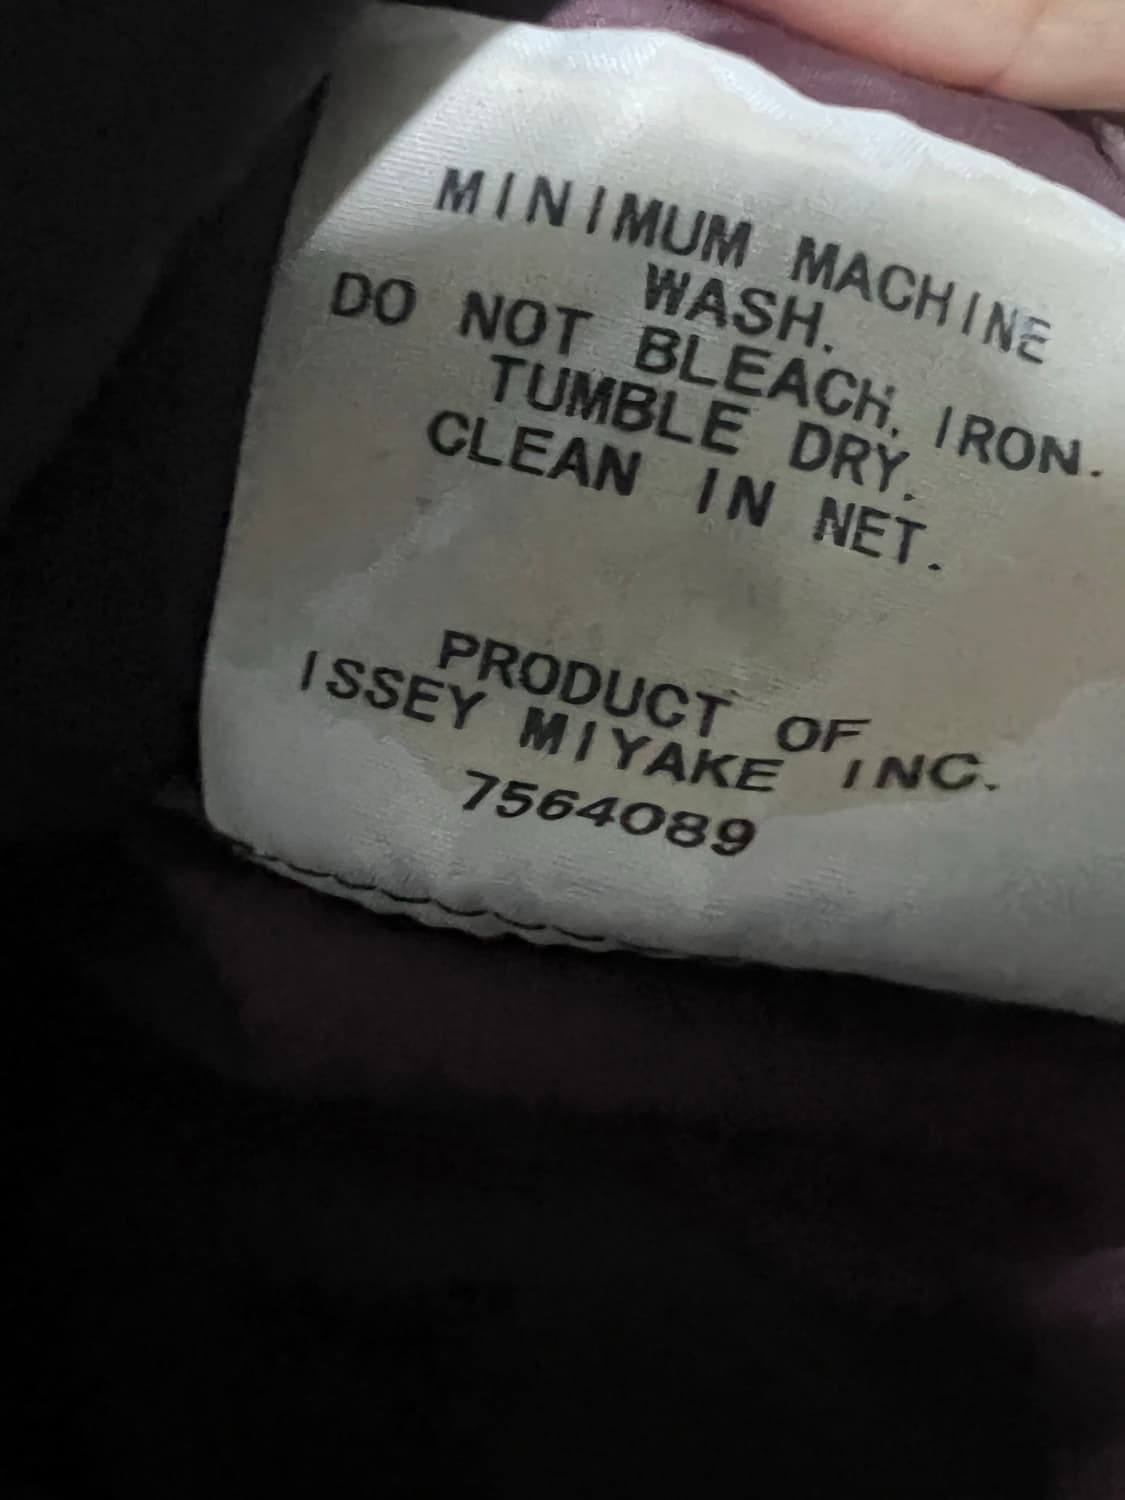 MINIMUM MACHINE
WASH.
DO NOT BLEACH, IRON.
TUMBLE DRY.
CLEAN IN NET.
PRODUCT OF
ISSEY MIYAKE INC.
7564089